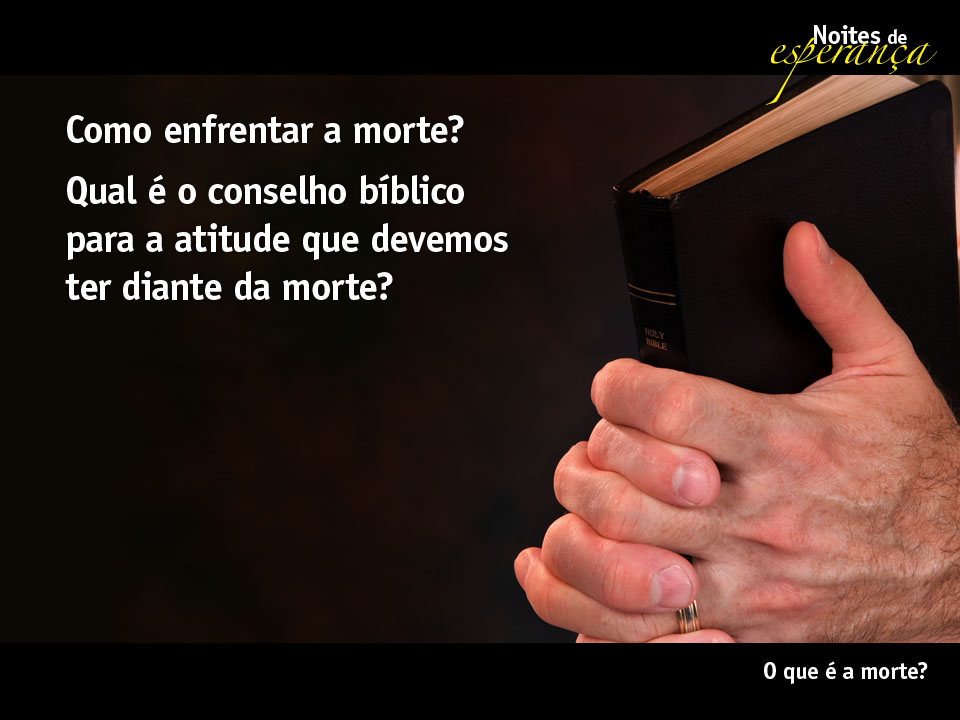 Noites de
esperança
Como enfrentar a morte?
Qual é o conselho bíblico
para a atitude que devemos
ter diante da morte?
HOLY
BIBLE
O que é a morte?